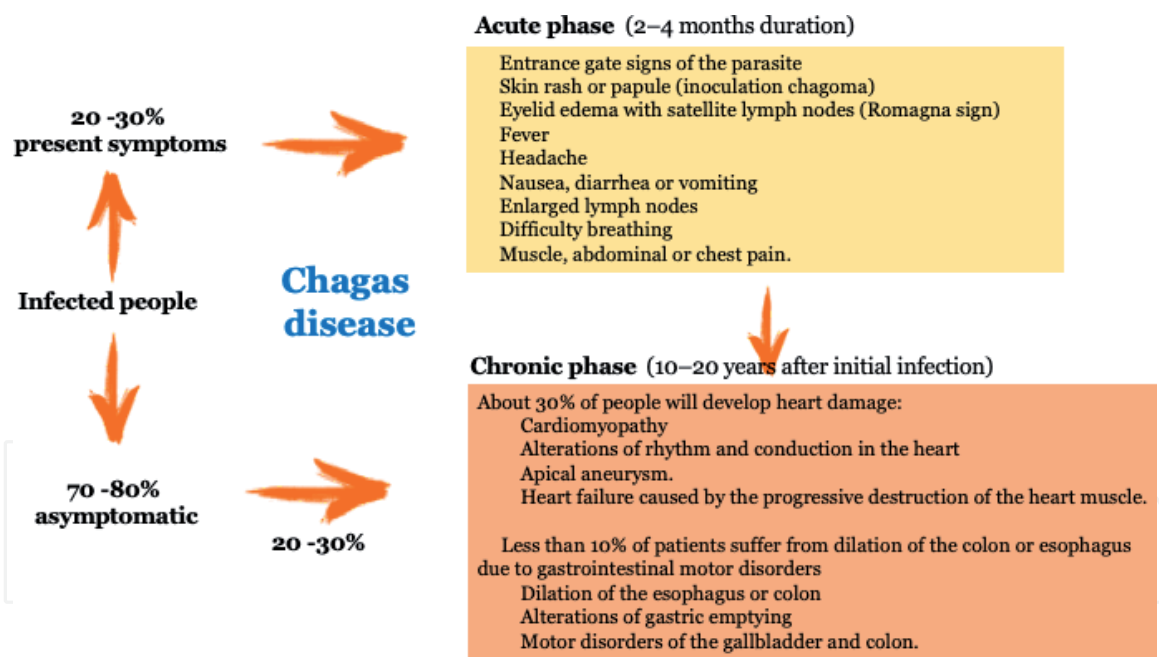 Acute phase (2–4 months duration)
Entrance gate signs of the parasite
Skin rash or papule (inoculation chagoma)
Eyelid edema with satellite lymph nodes (Romagna sign)
Fever
Headache
Nausea, diarrhea or vomiting
Enlarged lymph nodes
Difficulty breathing
Muscle, abdominal or chest pain.
20 -30%
present symptoms
Infected people
Chagas
disease
70 -80%
asymptomatic
20 -30%
Chronic phase (10–20 years after initial infection)
About 30% of people will develop heart damage:
Cardiomyopathy
Alterations of rhythm and conduction in the heart
Apical aneurysm.
Heart failure caused by the progressive destruction of the heart muscle.
Less than 10% of patients suffer from dilation of the colon or esophagus
due to gastrointestinal motor disorders
Dilation of the esophagus or colon
Alterations of gastric emptying
Motor disorders of the gallbladder and colon.